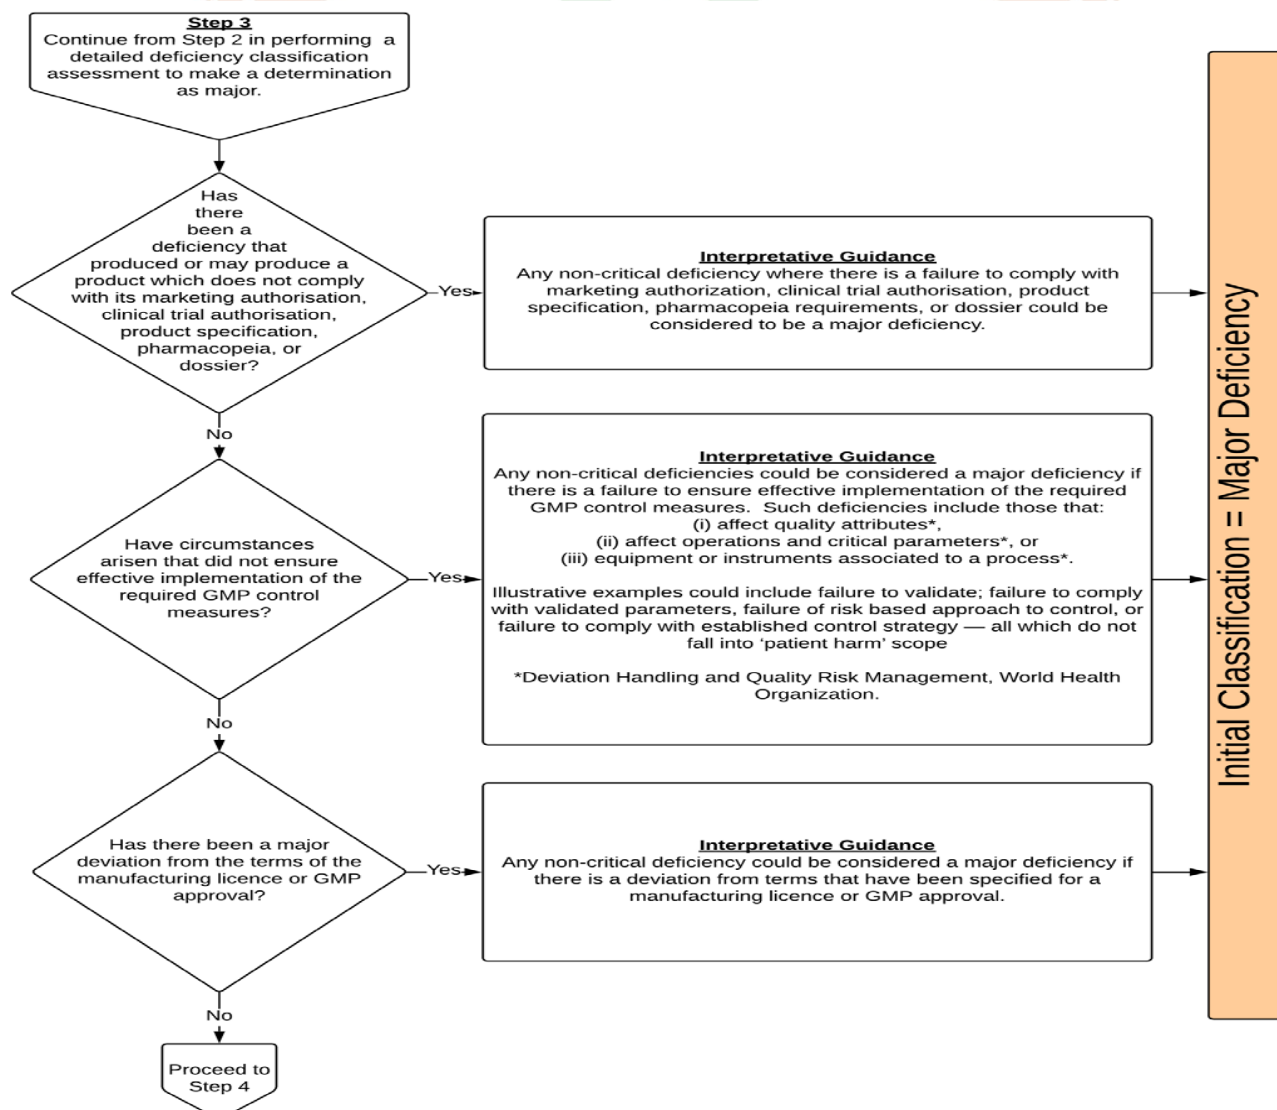 Step 3
Continue from Step 2 in performing a
detailed deficiency classification
assessment to make a determination
as major.
Has
there
been a
deficiency that
produced or may produce a
product which does not comply
with its marketing authorisation,
clinical trial authorisation,
product specification,
pharmacopeia, or
dossier?
Yes
Interpretative Guidance
Any non-critical deficiency where there is a failure to comply with
marketing authorization, clinical trial authorisation, product
specification, pharmacopeia requirements, or dossier could be
considered to be a major deficiency.
No
Have circumstances
arisen that did not ensure
effective implementation of the
required GMP control
measures?
Yes
Interpretative Guidance
Any non-critical deficiencies could be considered a major deficiency if
there is a failure to ensure effective implementation of the required
GMP control measures.  Such deficiencies include those that:
(i) affect quality attributes*,
(ii) affect operations and critical parameters*, or
(iii) equipment or instruments associated to a process*.
Illustrative examples could include failure to validate; failure to comply
with validated parameters, failure of risk based approach to control, or
failure to comply with established control strategy — all which do not
fall into ‘patient harm’ scope
*Deviation Handling and Quality Risk Management, World Health
Organization.
No
Has there been a major
deviation from the terms of the
manufacturing licence or GMP
approval?
Yes
Interpretative Guidance
Any non-critical deficiency could be considered a major deficiency if
there is a deviation from terms that have been specified for a
manufacturing licence or GMP approval.
No
Proceed to
Step 4
Initial Classification = Major Deficiency